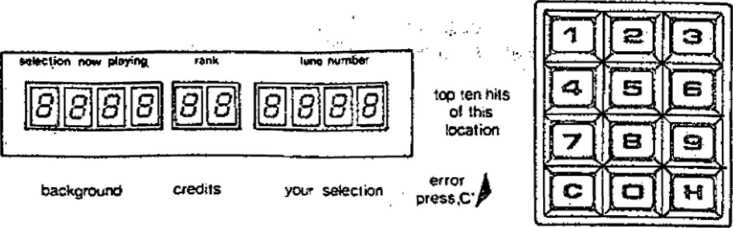 selection now playing rank tune number
8888 88 8888
background credits your selection
top ten hits
of this
location
error
press „C"
1 2 3
4 5 6
7 8 9
C 0 H